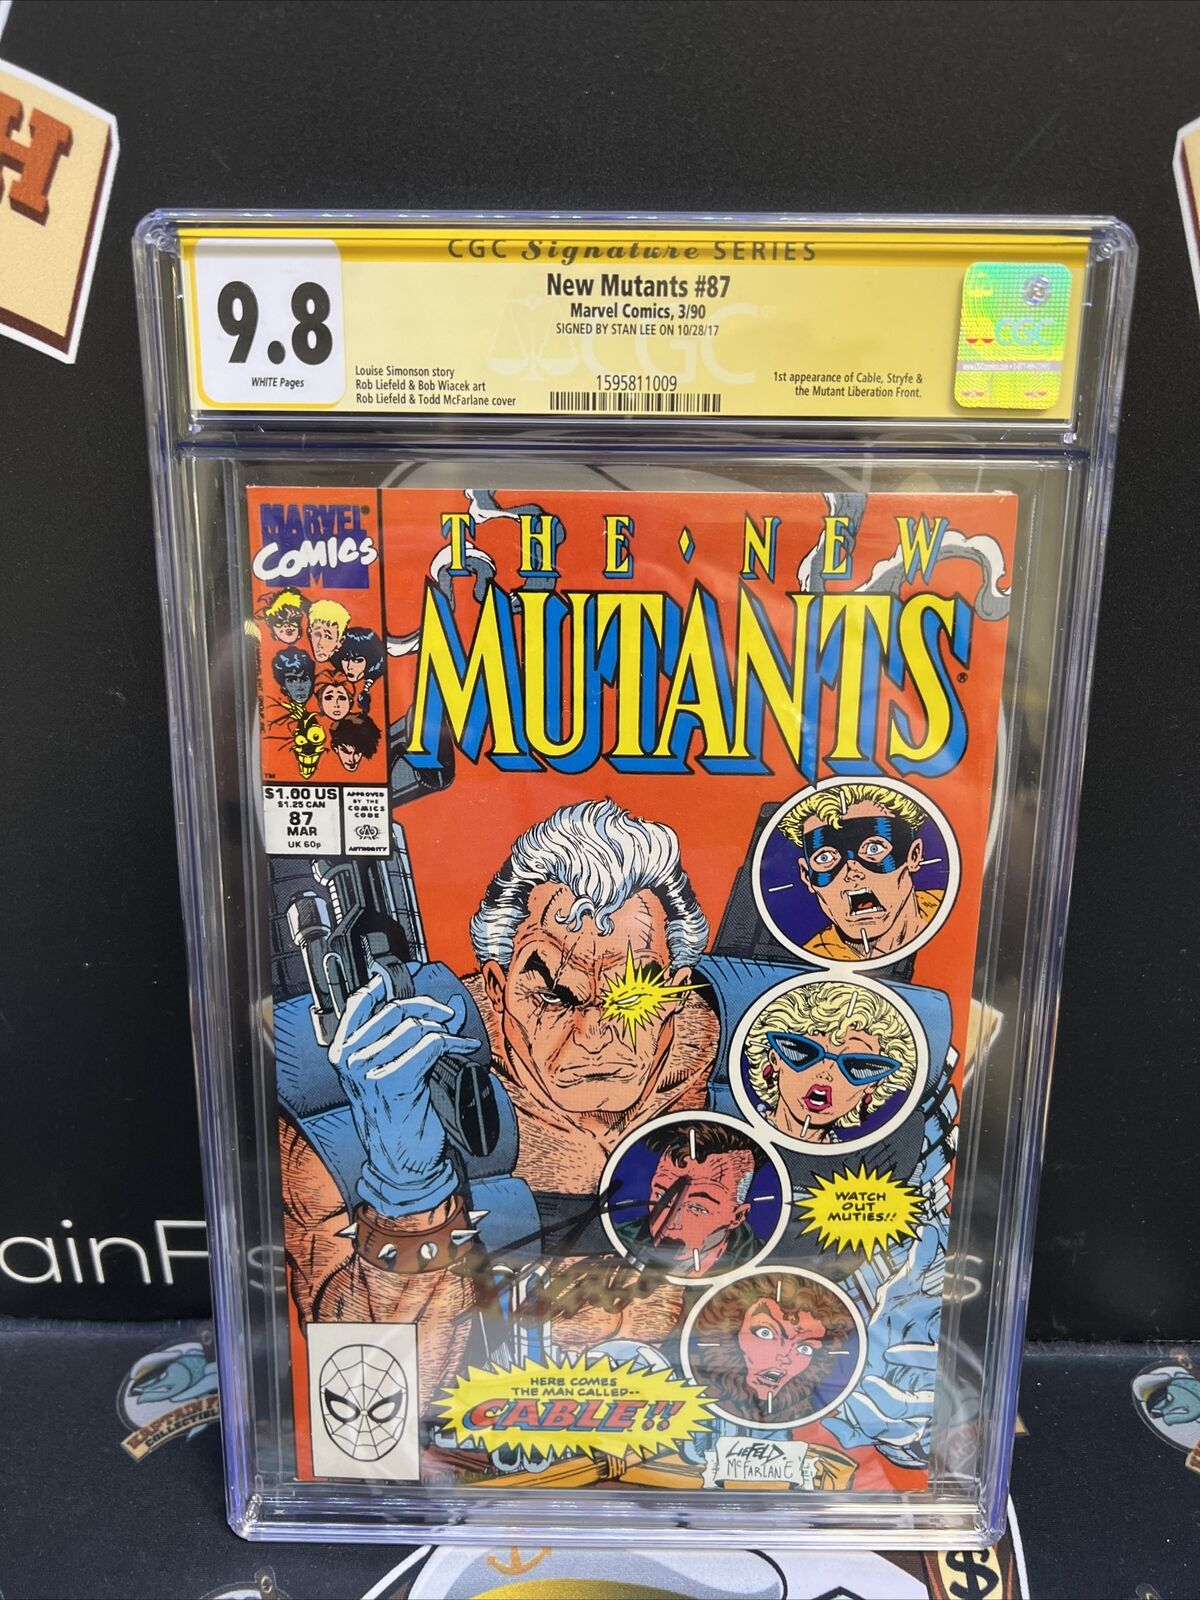 CGC Signature SERIES
9.8
WHITE Pages
New Mutants #87
Marvel Comics, 3/90
SIGNED BY STAN LEE ON 10/28/17
Louise Simonson story
Rob Liefeld & Bob Wiacek art
Rob Liefeld & Todd McFarlane cover
1595811009
1st appearance of Cable, Stryfe &
the Mutant Liberation Front.
CGC
CGC
MARVEL®
COMICS
THE NEW
MUTANTS®
TM
$1.00 US
$1.25 CAN
87
MAR
UK 60p
APPROVED
BY THE
COMICS
CODE
AUTHORITY
WATCH
OUT
MUTIES!!
HERE COMES
THE MAN CALLED--
CABLE!!
LIEFELD
McFARLANE
H
ainFis
$